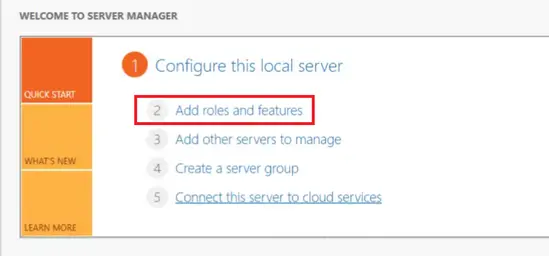 WELCOME TO SERVER MANAGER
QUICK START
WHAT'S NEW
LEARN MORE
1 Configure this local server
2 Add roles and features
3 Add other servers to manage
4 Create a server group
5 Connect this server to cloud services